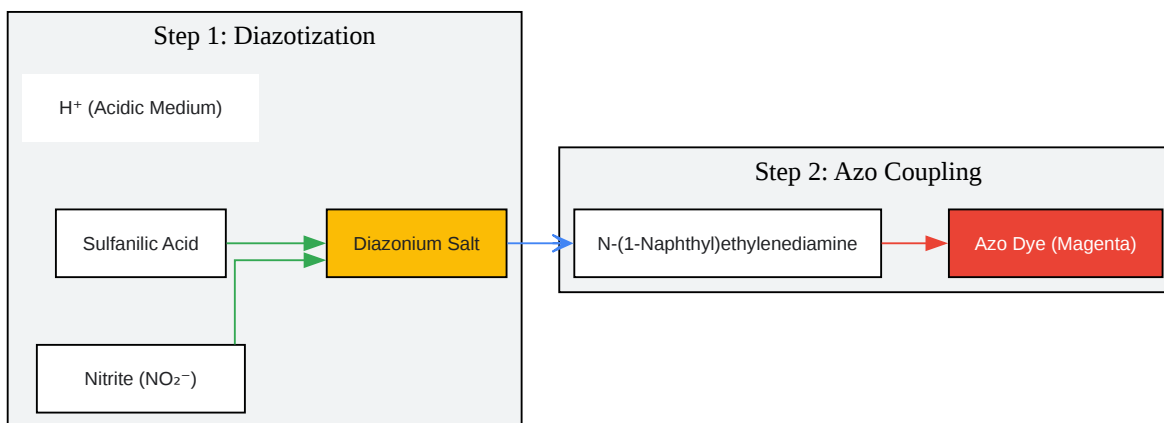 Step 1: Diazotization
H⁺ (Acidic Medium)
Sulfanilic Acid
Diazonium Salt
Nitrite (NO₂⁻)
Step 2: Azo Coupling
N-(1-Naphthyl)ethylenediamine
Azo Dye (Magenta)